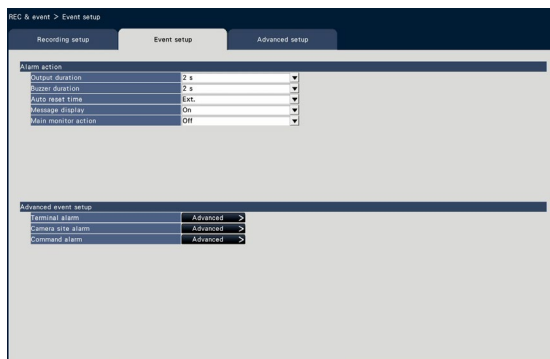 REC & event > Event setup
Recording setup Event setup Advanced setup
Alarm action
Output duration 2 s
Buzzer duration 2 s
Auto reset time Ext.
Message display On
Main monitor action Off
Advanced event setup
Terminal alarm Advanced >
Camera site alarm Advanced >
Command alarm Advanced >